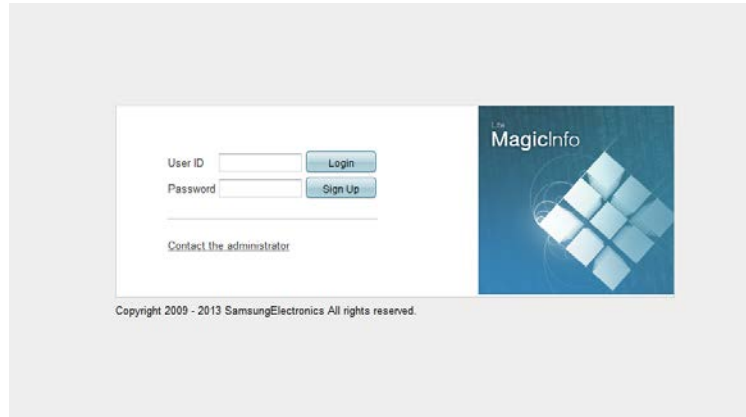 Lite
MagicInfo
User ID
Login
Password
Sign Up
Contact the administrator
Copyright 2009 - 2013 SamsungElectronics All rights reserved.